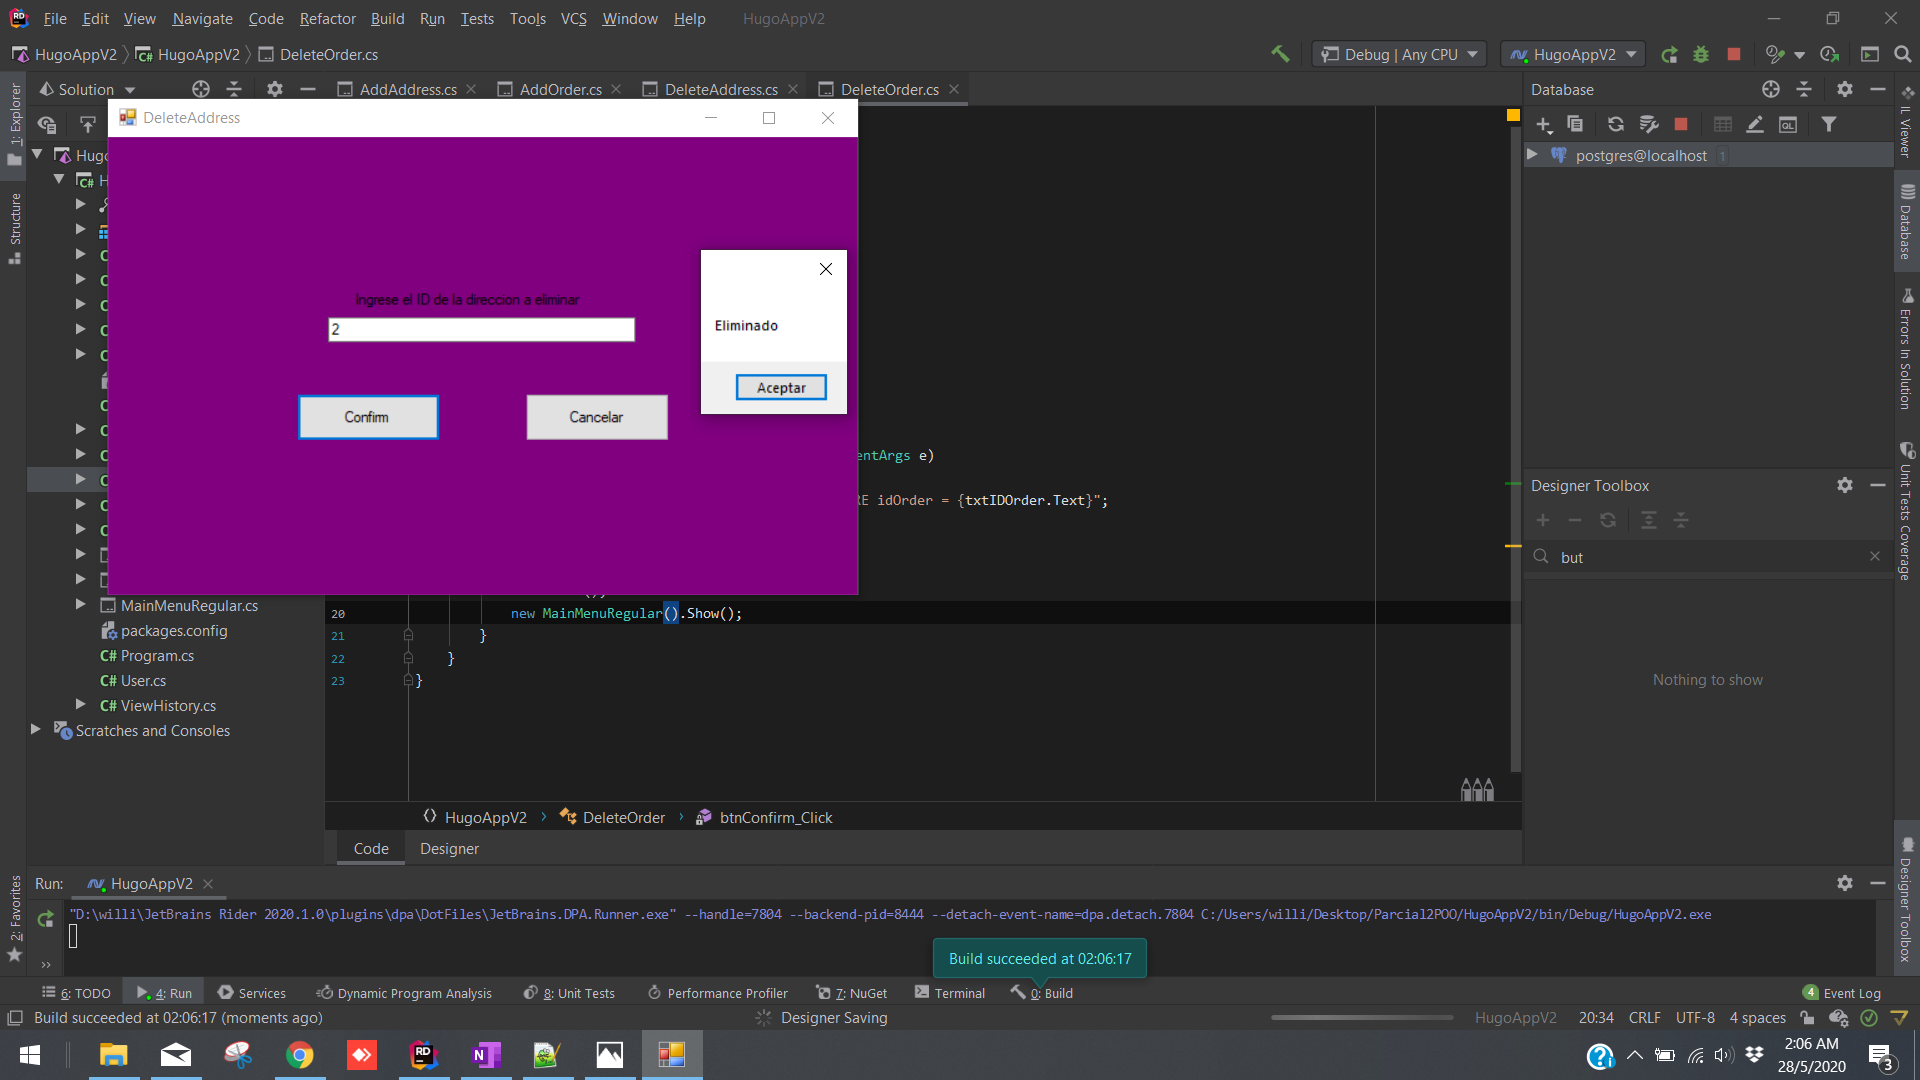 File Edit View Navigate Code Refactor Build Run Tests Tools VCS Window Help HugoAppV2
HugoAppV2 HugoAppV2 DeleteOrder.cs
Debug | Any CPU HugoAppV2
Solution
AddAddress.cs AddOrder.cs DeleteAddress.cs DeleteOrder.cs
Database
1: Explorer
Structure
2: Favorites
DeleteAddress
Ingrese el ID de la direccion a eliminar
2
Confirm Cancelar
Eliminado
Aceptar
Hug
C# H
entArgs e)
RE idOrder = {txtIDOrder.Text}";
20 new MainMenuRegular().Show();
21 }
22 }
23 }
MainMenuRegular.cs
packages.config
C# Program.cs
C# User.cs
C# ViewHistory.cs
Scratches and Consoles
postgres@localhost 1
Designer Toolbox
but
Nothing to show
IL Viewer
Database
Errors In Solution
Unit Tests Coverage
Designer Toolbox
HugoAppV2 DeleteOrder btnConfirm_Click
Code Designer
Run: HugoAppV2
"D:\willi\JetBrains Rider 2020.1.0\plugins\dpa\DotFiles\JetBrains.DPA.Runner.exe" --handle=7804 --backend-pid=8444 --detach-event-name=dpa.detach.7804 C:/Users/willi/Desktop/Parcial2POO/HugoAppV2/bin/Debug/HugoAppV2.exe
Build succeeded at 02:06:17
6: TODO 4: Run Services Dynamic Program Analysis 8: Unit Tests Performance Profiler 7: NuGet Terminal 0: Build 4 Event Log
Build succeeded at 02:06:17 (moments ago) Designer Saving HugoAppV2 20:34 CRLF UTF-8 4 spaces
2:06 AM
28/5/2020
3